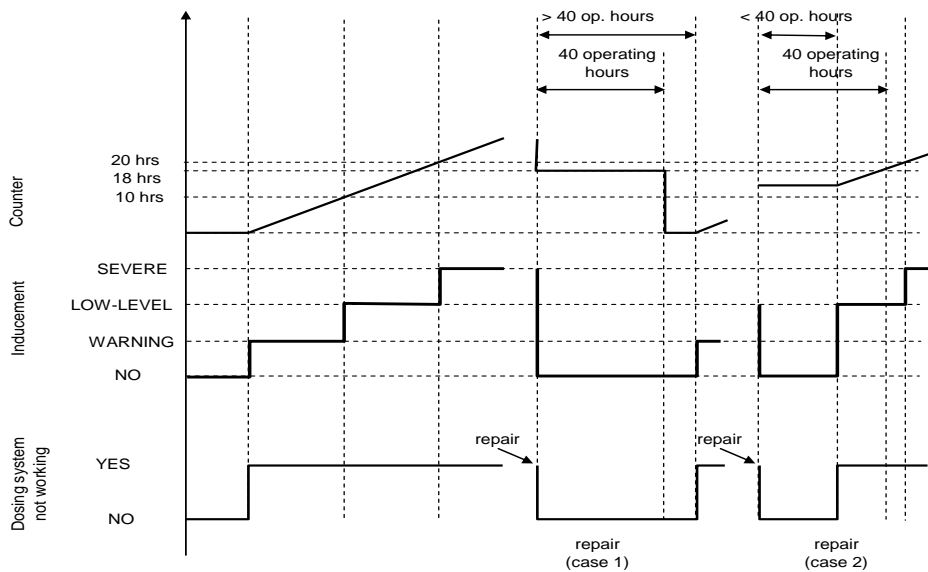 > 40 op. hours
< 40 op. hours
40 operating
hours
40 operating
hours
20 hrs
18 hrs
10 hrs
Counter
SEVERE
LOW-LEVEL
WARNING
NO
Inducement
repair
repair
YES
NO
Dosing system
not working
repair
(case 1)
repair
(case 2)